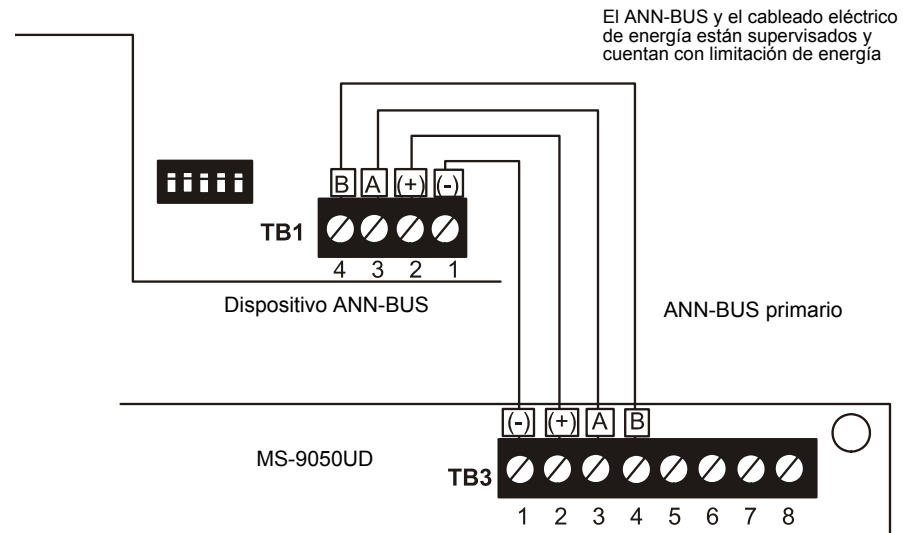 El ANN-BUS y el cableado eléctrico
de energía están supervisados y
cuentan con limitación de energía
B A (+) (-)
TB1
4 3 2 1
Dispositivo ANN-BUS
ANN-BUS primario
(-) (+) A B
MS-9050UD
TB3
1 2 3 4 5 6 7 8